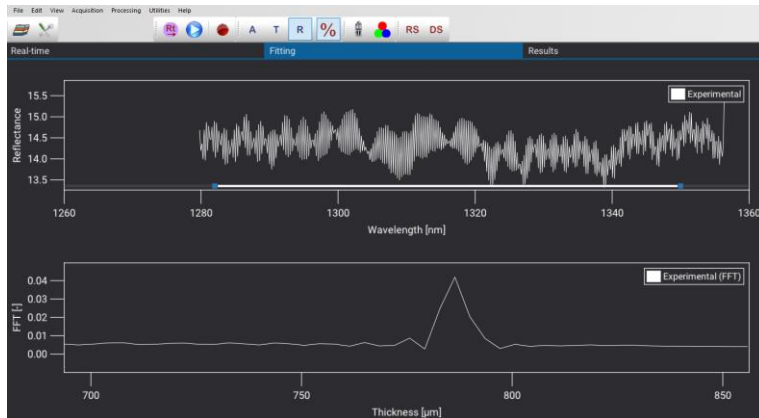 File Edit View Acquisition Processing Utilities Help
Rt A T R % RS DS
Real-time Fitting Results
Experimental
Reflectance
15.5
15.0
14.5
14.0
13.5
1260 1280 1300 1320 1340 1360
Wavelength [nm]
Experimental (FFT)
FFT [-]
0.04
0.03
0.02
0.01
0.00
700 750 800 850
Thickness [µm]